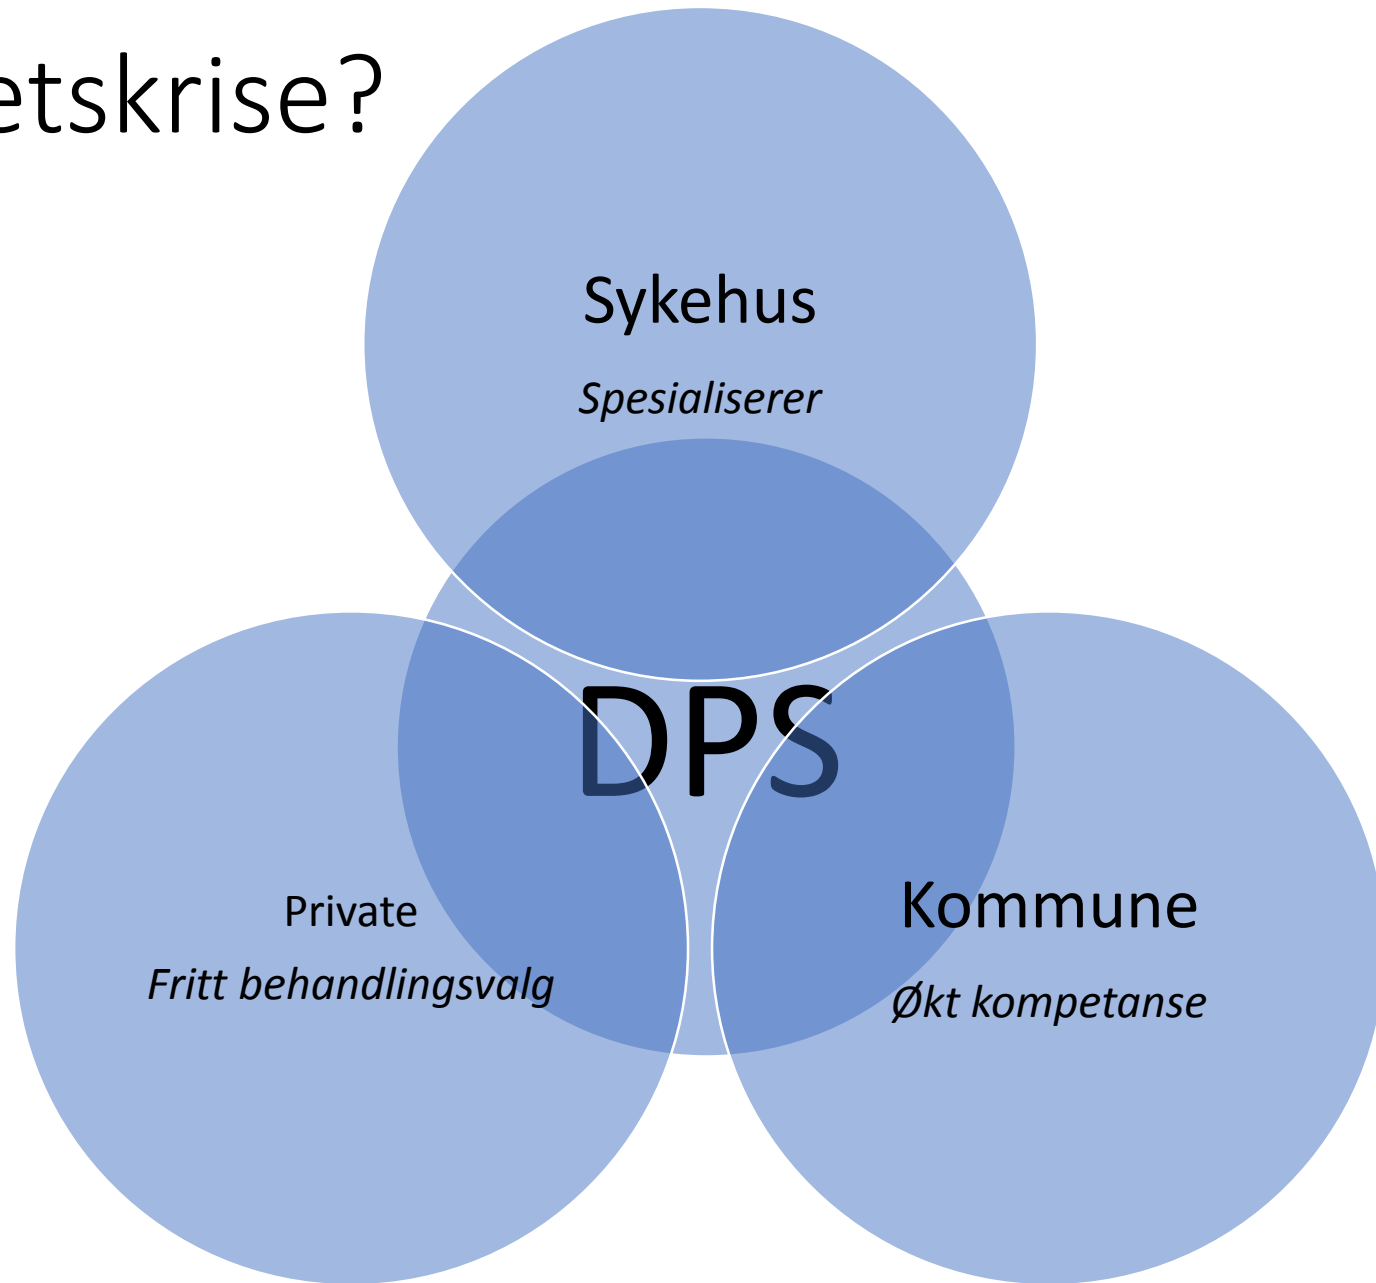 etskrise?
Sykehus
Spesialiserer
DPS
Private
Fritt behandlingsvalg
Kommune
Økt kompetanse